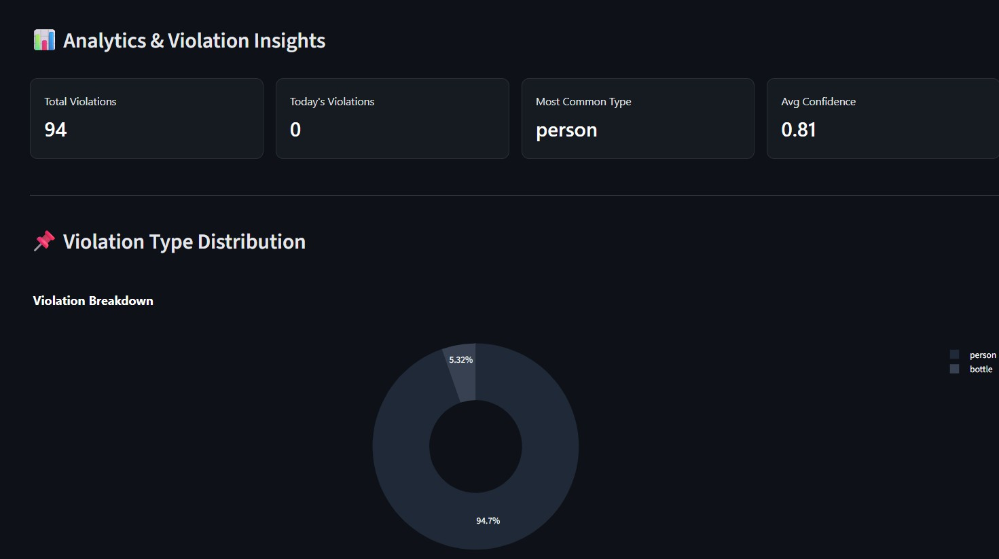 Analytics & Violation Insights
Total Violations
94
Today's Violations
0
Most Common Type
person
Avg Confidence
0.81
Violation Type Distribution
Violation Breakdown
5.32%
94.7%
person
bottle